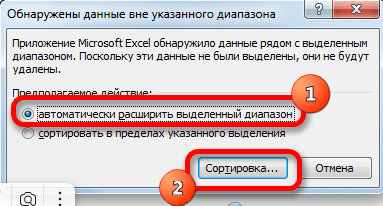 Обнаружены данные вне указанного диапазона
Приложение Microsoft Excel обнаружило данные рядом с выделенным
диапазоном. Поскольку эти данные не были выделены, они не будут
удалены.
Предполагаемое действие:
автоматически расширить выделенный диапазон
1
сортировать в пределах указанного выделения
Сортировка...
Отмена
2